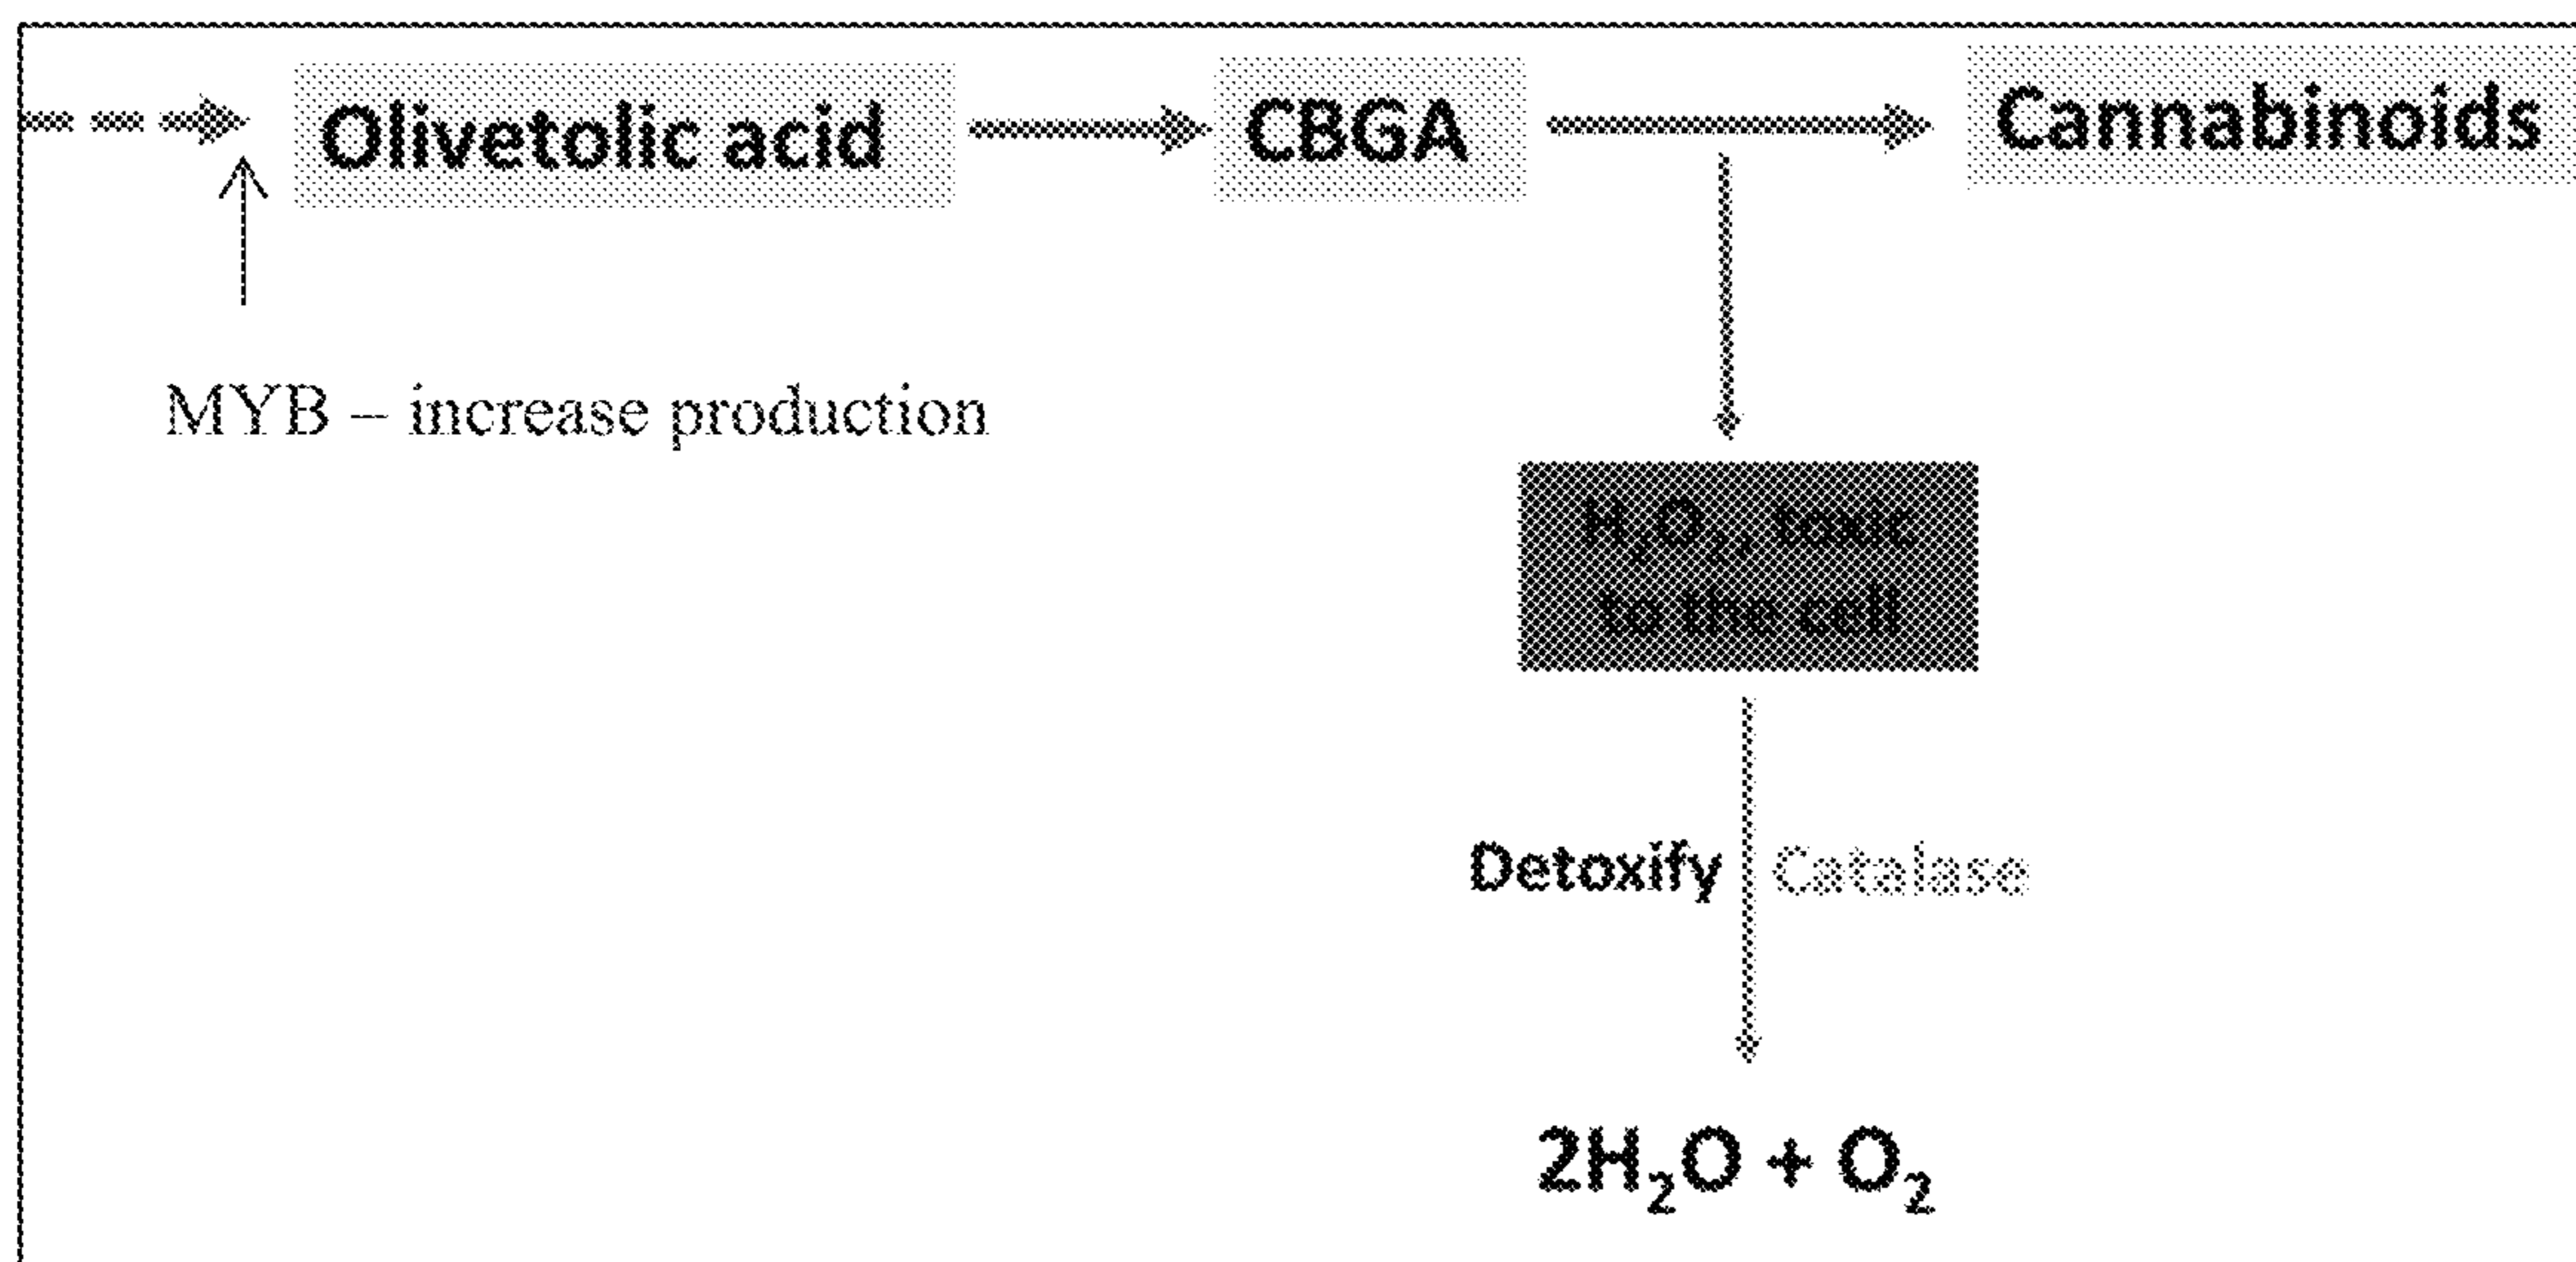 Olivetolic acid CBGA Cannabinoids
MYB – increase production
H₂O₂, toxic
to the cell
Detoxify Catalase
2H₂O + O₂